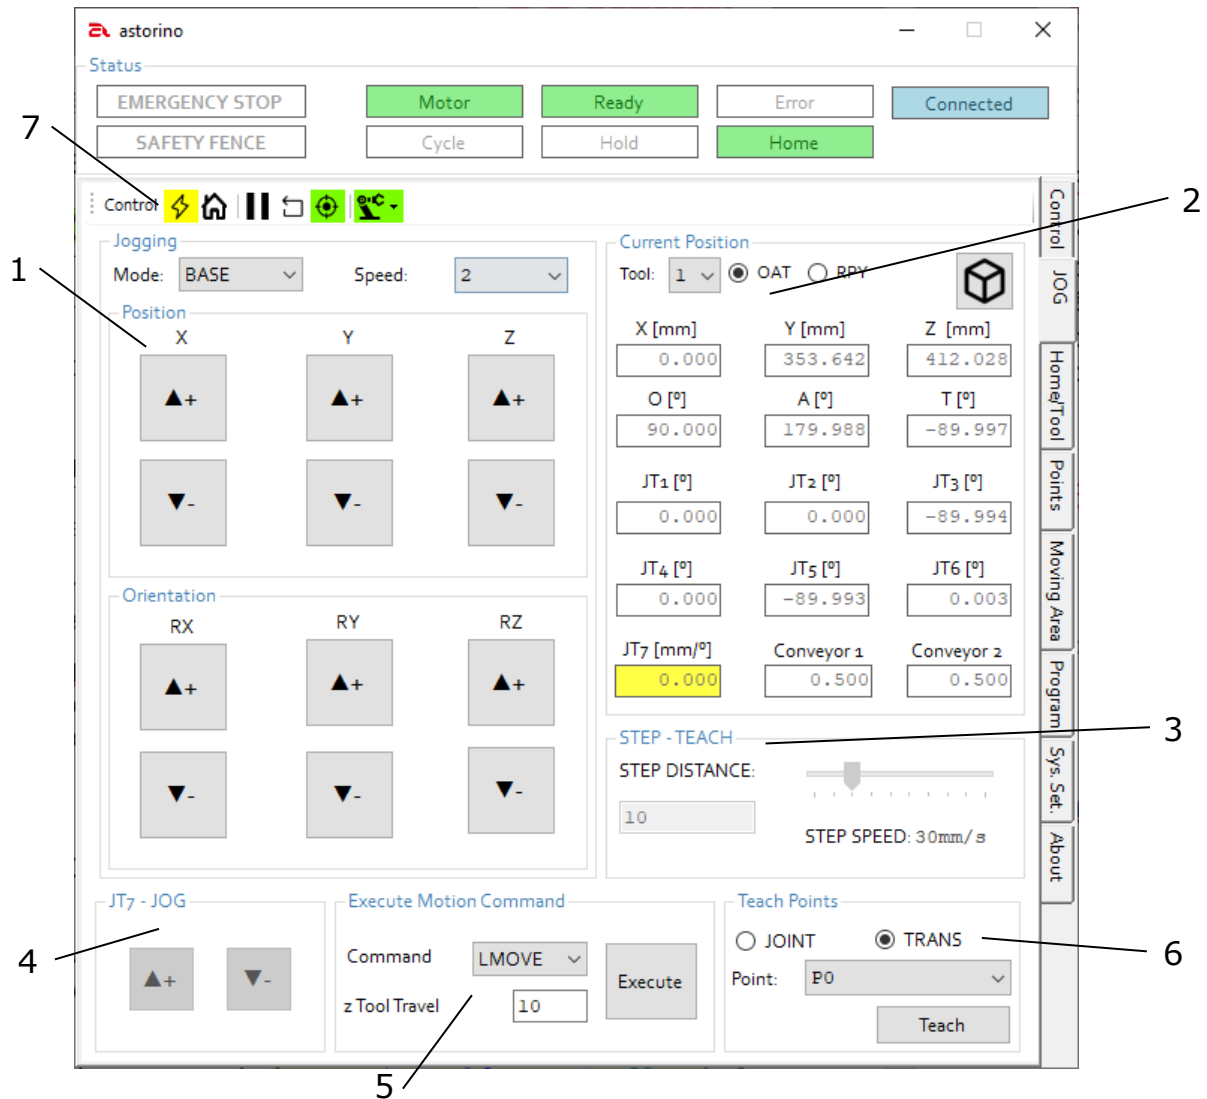 astorino
Status
EMERGENCY STOP Motor Ready Error Connected
SAFETY FENCE Cycle Hold Home
7
Control
2
Control
JOG
Home/Tool
Points
Moving Area
Program
Sys. Set.
About
1
Jogging
Mode: BASE Speed: 2
Position
X Y Z
▲+ ▲+ ▲+
▼- ▼- ▼-
Orientation
RX RY RZ
▲+ ▲+ ▲+
▼- ▼- ▼-
Current Position
Tool: 1 OAT RPY
X [mm] Y [mm] Z [mm]
0.000 353.642 412.028
O [º] A [º] T [º]
90.000 179.988 -89.997
JT1 [º] JT2 [º] JT3 [º]
0.000 0.000 -89.994
JT4 [º] JT5 [º] JT6 [º]
0.000 -89.993 0.003
JT7 [mm/º] Conveyor 1 Conveyor 2
0.000 0.500 0.500
3
STEP - TEACH
STEP DISTANCE:
10
STEP SPEED: 30mm/s
4
JT7 - JOG
▲+ ▼-
Execute Motion Command
Command LMOVE
z Tool Travel 10
Execute
5
Teach Points
JOINT TRANS
6
Point: P0
Teach